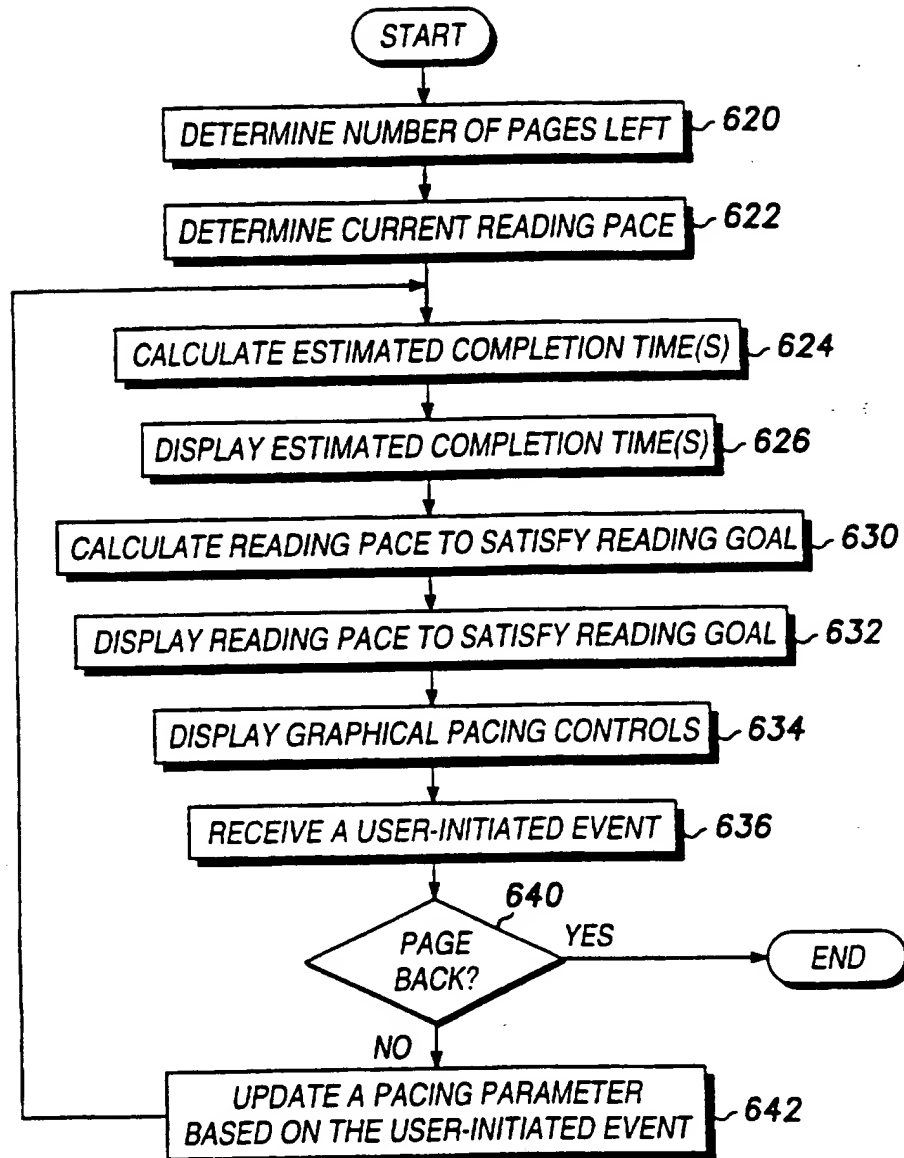 START
DETERMINE NUMBER OF PAGES LEFT 620
DETERMINE CURRENT READING PACE 622
CALCULATE ESTIMATED COMPLETION TIME(S) 624
DISPLAY ESTIMATED COMPLETION TIME(S) 626
CALCULATE READING PACE TO SATISFY READING GOAL 630
DISPLAY READING PACE TO SATISFY READING GOAL 632
DISPLAY GRAPHICAL PACING CONTROLS 634
RECEIVE A USER-INITIATED EVENT 636
640
PAGE
BACK?
YES
END
NO
UPDATE A PACING PARAMETER
BASED ON THE USER-INITIATED EVENT 642